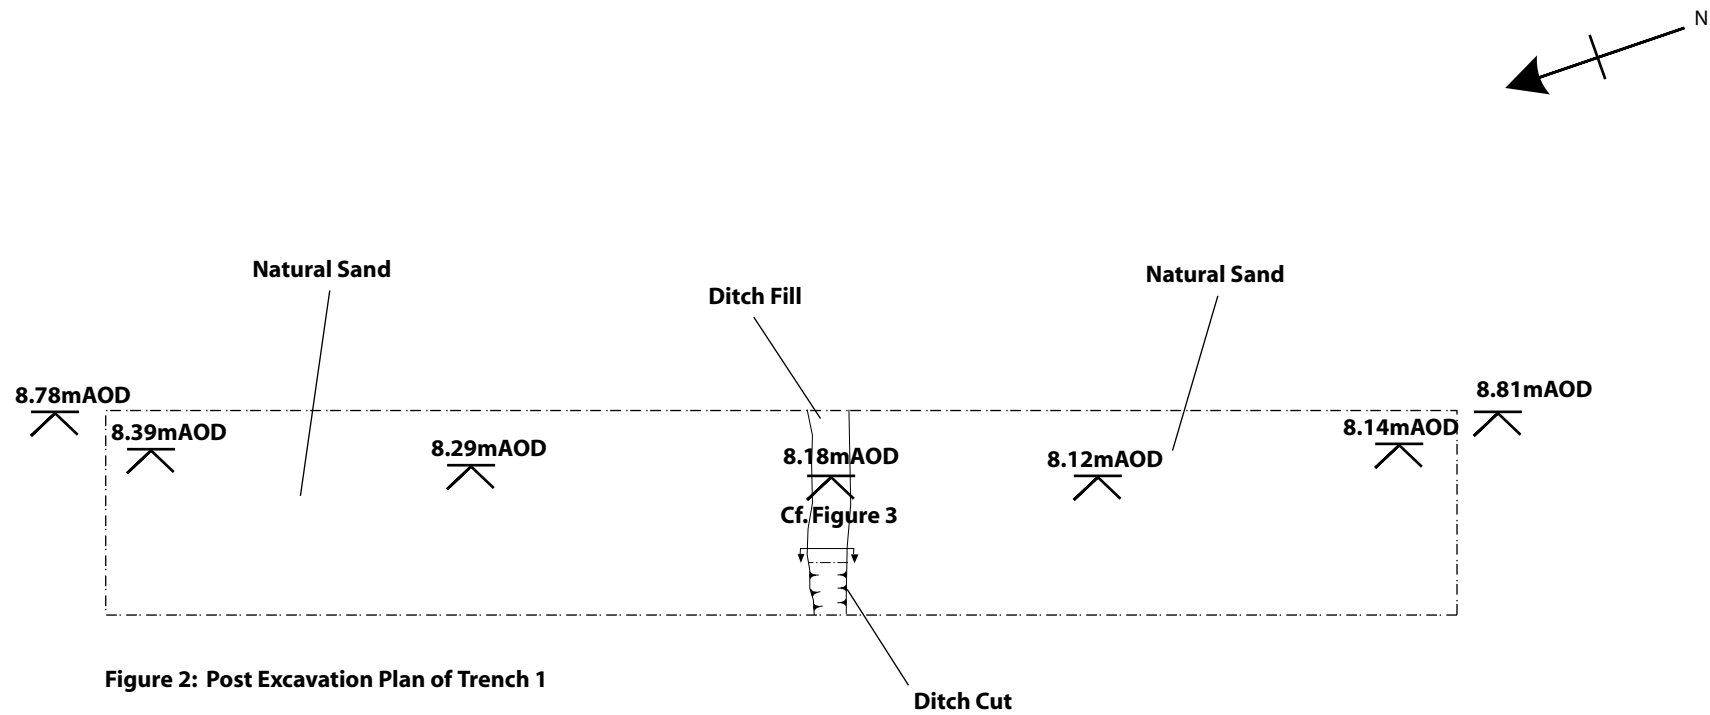 N
Natural Sand
Natural Sand
Ditch Fill
8.78mAOD
8.81mAOD
8.39mAOD
8.29mAOD
8.18mAOD
8.12mAOD
8.14mAOD
Cf. Figure 3
Figure 2: Post Excavation Plan of Trench 1
Ditch Cut